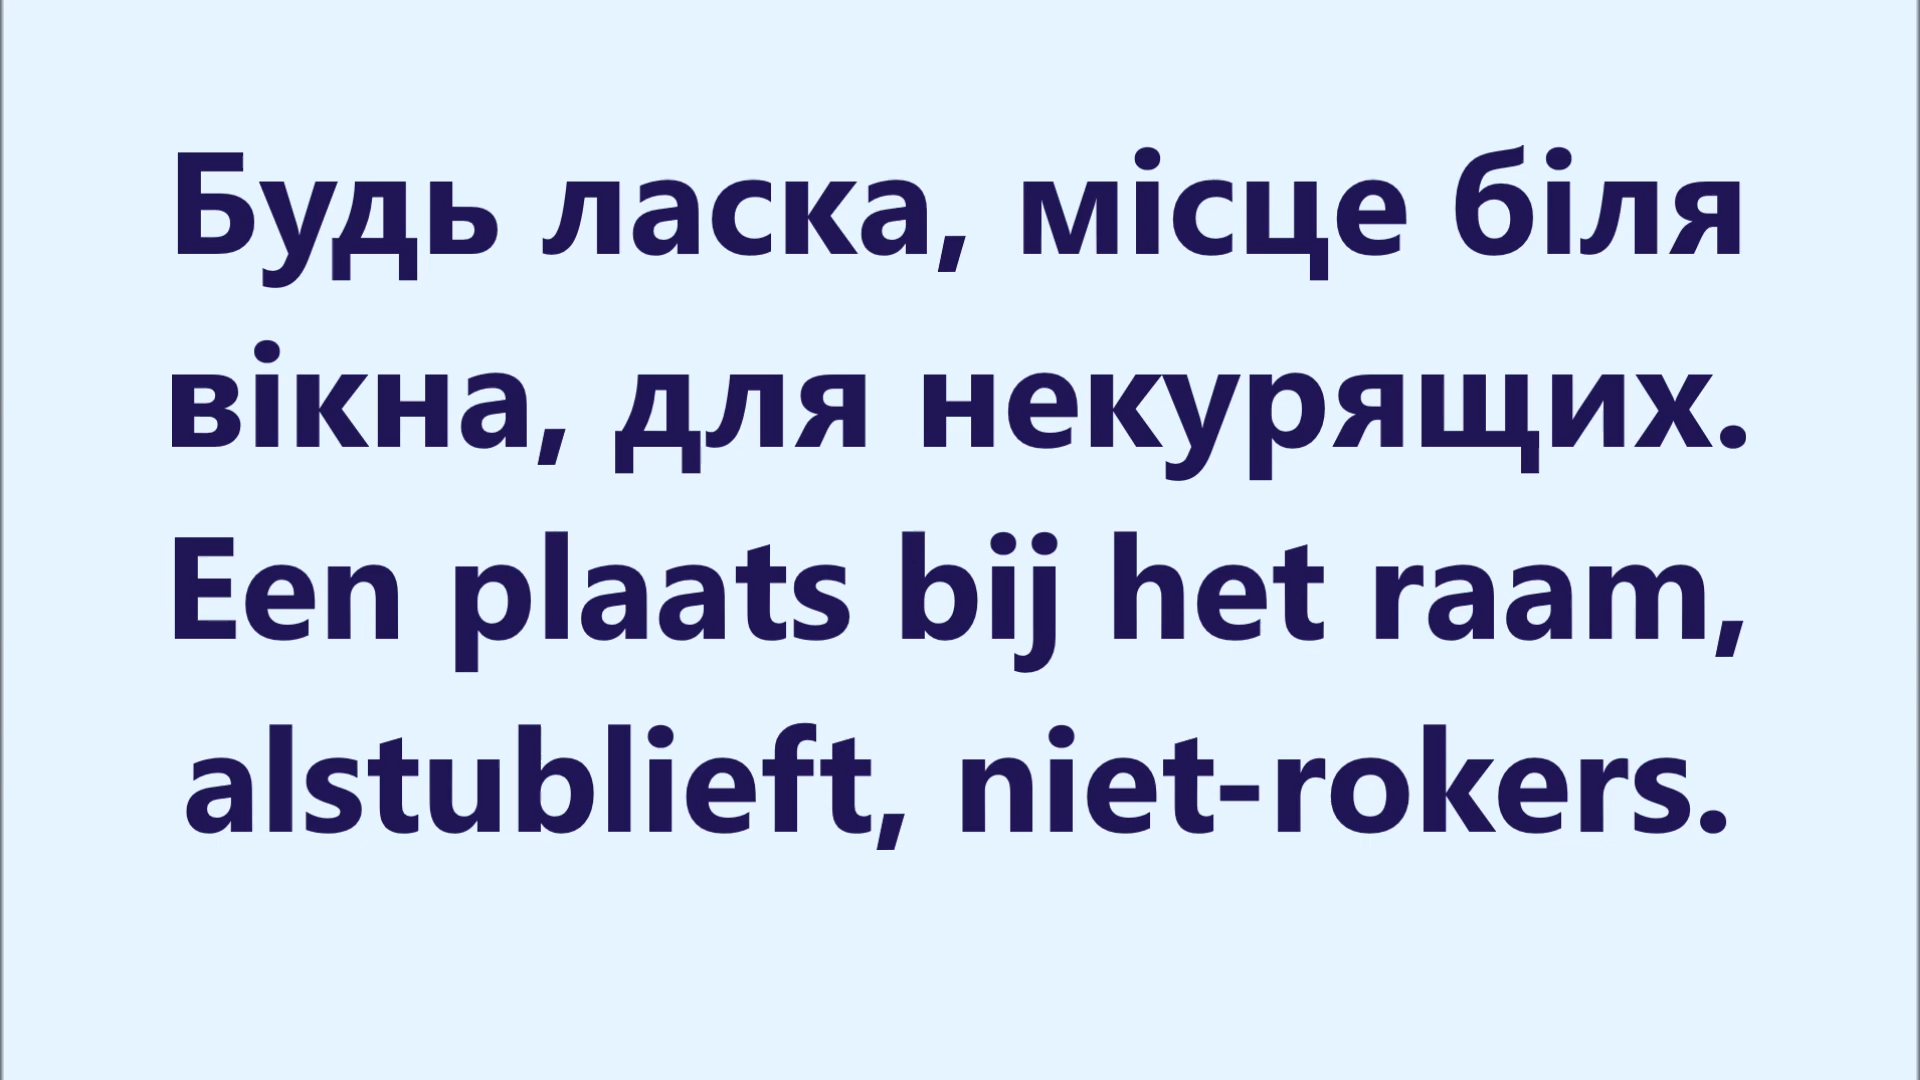 Будь ласка, місце біля
вікна, для некурящих.
Een plaats bij het raam,
alstublieft, niet-rokers.